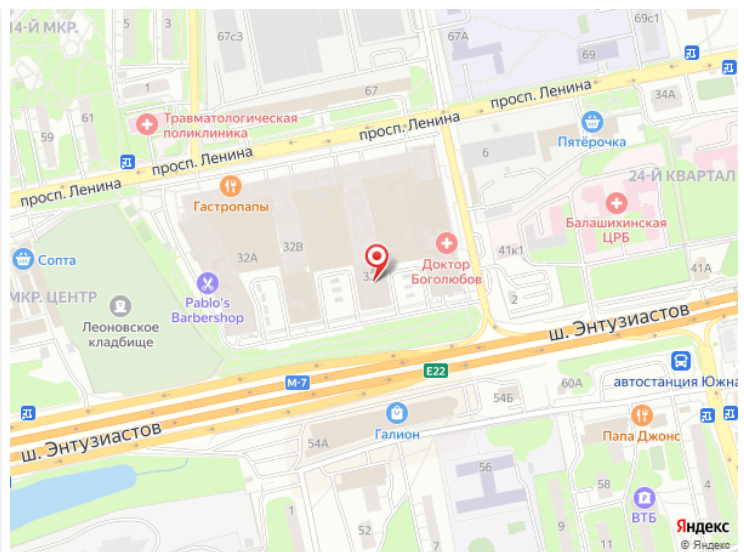 14-Й МКР.
67с3
67А
69с1
69
1
67
34А
61
59
Травматологическая
поликлиника
просп. Ленина
просп. Ленина
просп. Ленина
просп. Ленина
Пятёрочка
6
24-Й КВАРТАЛ
Гастропапы
Балашихинская
ЦРБ
32В
32А
41к1
Доктор
Боголюбов
Сопта
41А
МКР. ЦЕНТР
Pablo's
Barbershop
2
Леоновское
кладбище
ш. Энтузиастов
М-7
Е22
автостанция Южна
60А
54Б
ш. Энтузиастов
54А
Галион
Папа Джонс
56
58
4
ВТБ
1
3
5
7
9
11
Яндекс
© Яндекс